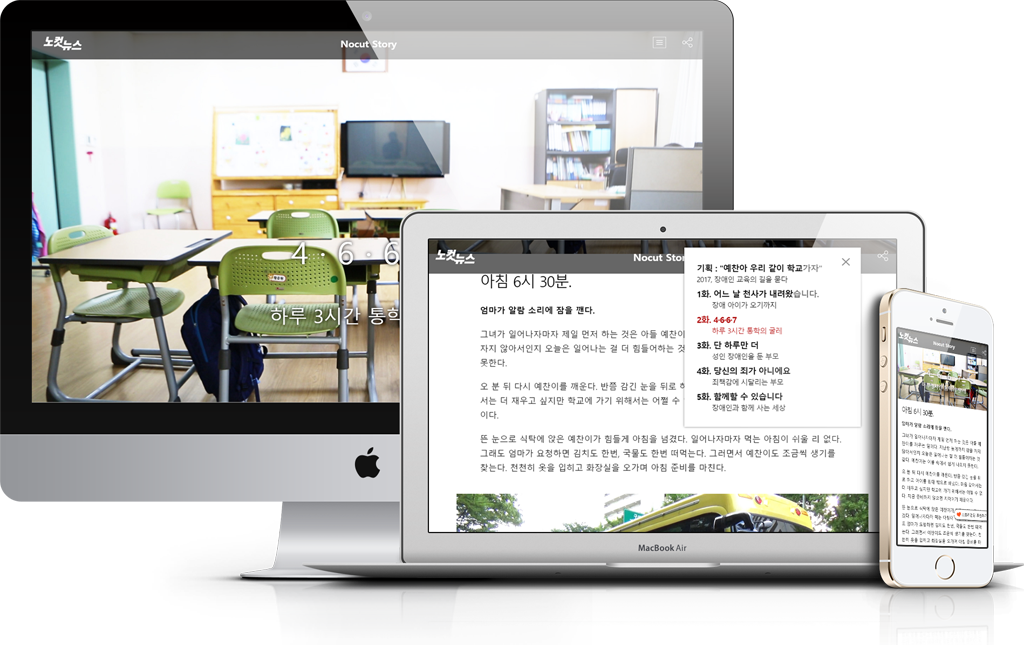 노컷뉴스
Nocut Story
4 · 6 · 6
하루 3시간 통학
노컷뉴스
Nocut Stor
아침 6시 30분.
엄마가 알람 소리에 잠을 깬다.
그녀가 일어나자마자 제일 먼저 하는 것은 아들 예찬이
자지 않아서인지 오늘은 일어나는 걸 더 힘들어하는 것
못한다.
오 분 뒤 다시 예찬이를 깨운다. 반쯤 감긴 눈을 뒤로 하
서는 더 재우고 싶지만 학교에 가기 위해서는 어쩔 수
이다.
뜬 눈으로 식탁에 앉은 예찬이가 힘들게 아침을 넘겼다. 일어나자마자 먹는 아침이 쉬울 리 없다.
그래도 엄마가 요청하면 김치도 한번, 국물도 한번 떠먹는다. 그러면서 예찬이도 조금씩 생기를
찾는다. 천천히 옷을 입히고 화장실을 오가며 아침 준비를 마친다.
기획 : "예찬아 우리 같이 학교가자"
2017, 장애인 교육의 길을 묻다
1화. 어느 날 천사가 내려왔습니다.
장애 아이가 오기까지
2화. 4·6·6·7
하루 3시간 통학의 굴러
3화. 단 하루만 더
성인 장애인을 둔 부모
4화. 당신의 죄가 아니에요
죄책감에 시달리는 부모
5화. 함께할 수 있습니다
장애인과 함께 사는 세상
MacBook Air
노컷뉴스
Nocut Story
아침 6시 30분
엄마가 알람 소리에 잠을 깬다.